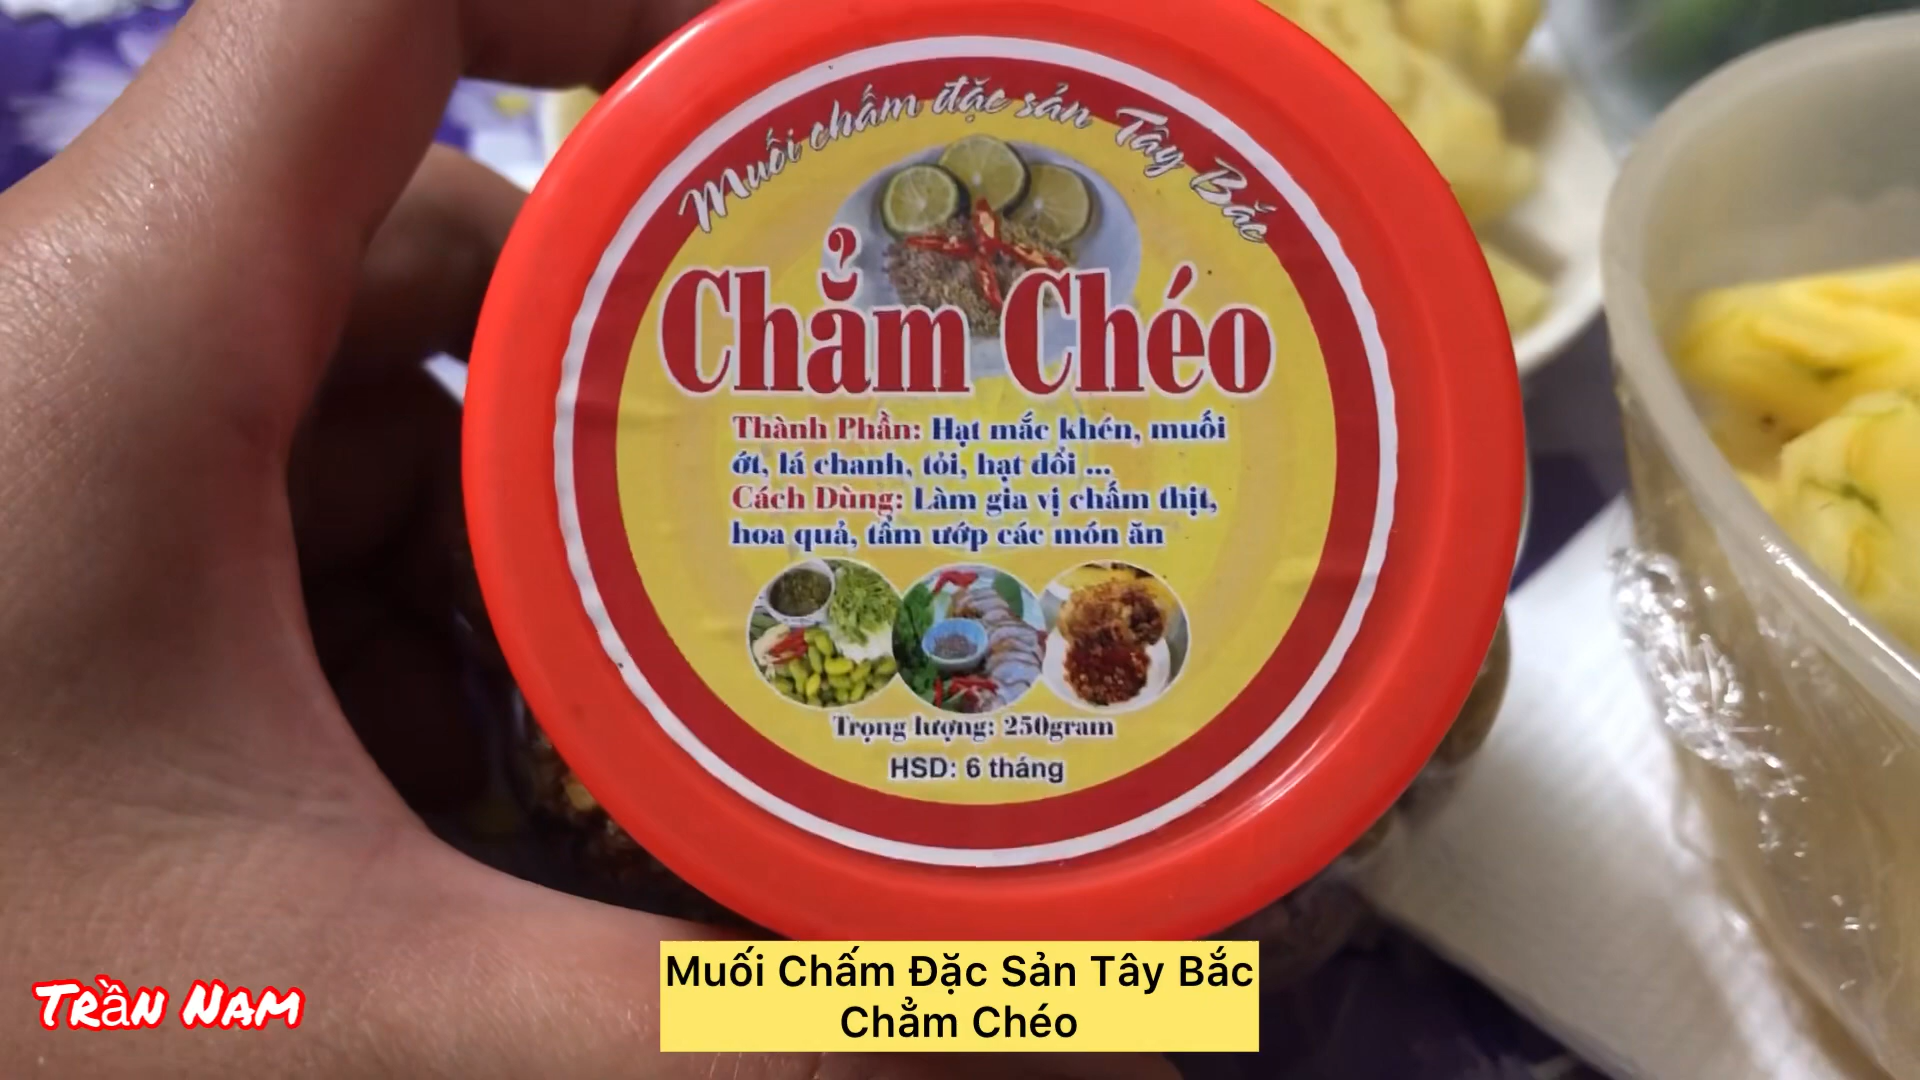 Muối chấm đặc sản Tây Bắc
Chẳm Chéo
Thành Phần: Hạt mắc khén, muối
ớt, lá chanh, tỏi, hạt dổi ...
Cách Dùng: Làm gia vị chấm thịt,
hoa quả, tẩm ướp các món ăn
Trọng lượng: 250gram
HSD: 6 tháng
Trần Nam
Muối Chấm Đặc Sản Tây Bắc
Chẳm Chéo